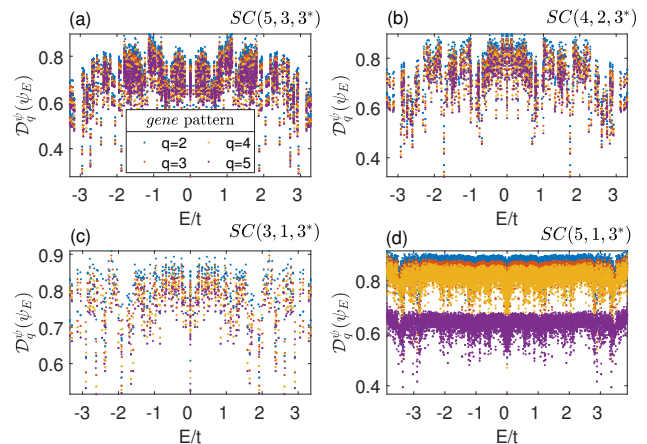 (a) SC(5, 3, 3*)
0.8
0.6
0.4
𝒟_q^ψ(ψ_E)
gene pattern
q=2 q=4
q=3 q=5
-3 -2 -1 0 1 2 3
E/t
(b) SC(4, 2, 3*)
0.8
0.6
0.4
𝒟_q^ψ(ψ_E)
-3 -2 -1 0 1 2 3
E/t
(c) SC(3, 1, 3*)
0.9
0.8
0.7
0.6
𝒟_q^ψ(ψ_E)
-3 -2 -1 0 1 2 3
E/t
(d) SC(5, 1, 3*)
0.8
0.6
0.4
𝒟_q^ψ(ψ_E)
-3 -2 -1 0 1 2 3
E/t